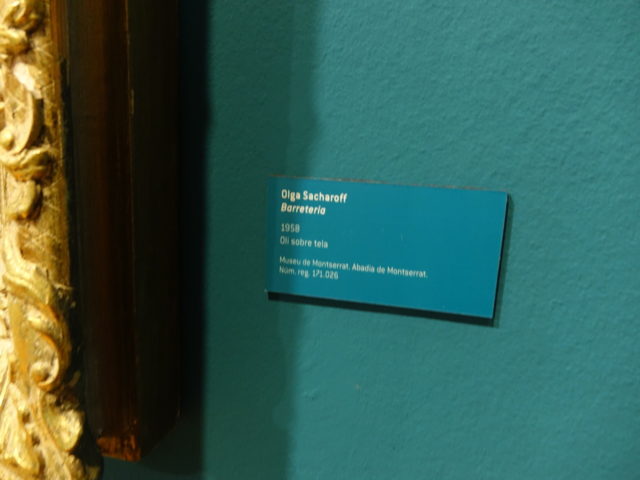 Olga Sacharoff
Barreteria
1958
Oli sobre tela
Museu de Montserrat. Abadia de Montserrat.
Núm. reg. 171.026